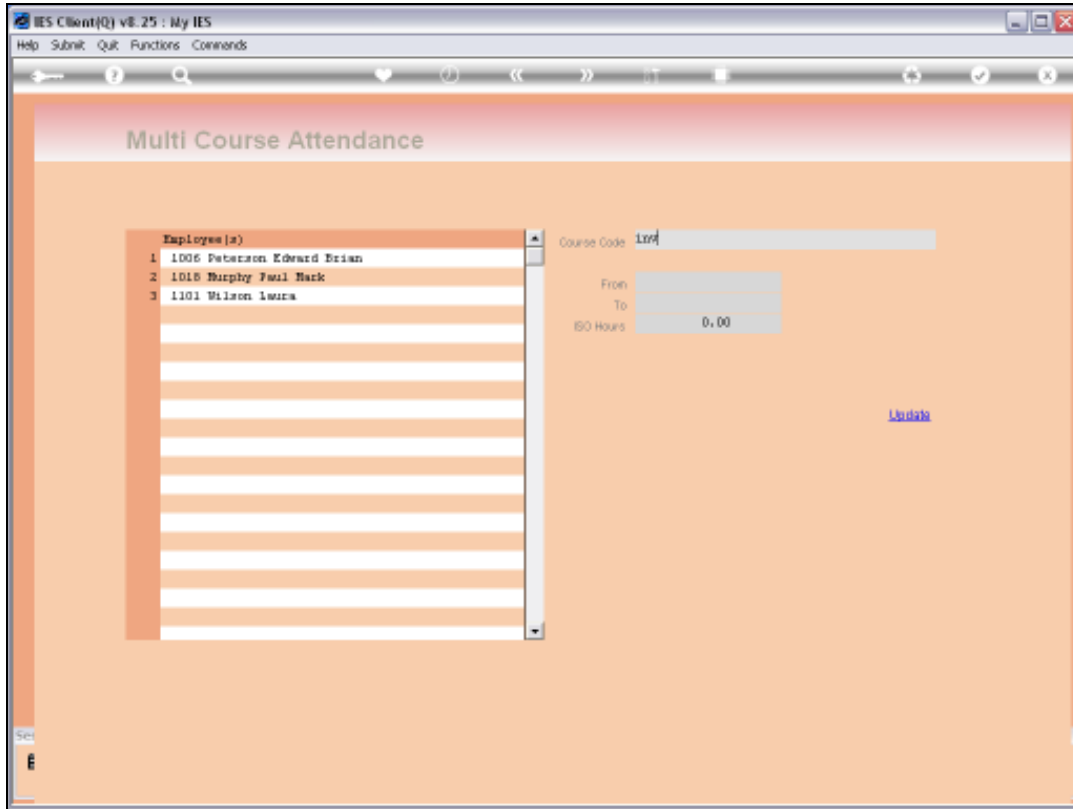 IES Client(Q) v8.25 : My IES
Help Submit Quit Functions Commands
Multi Course Attendance
Employee(s)
1 1006 Peterson Edward Brian
2 1018 Murphy Paul Mark
3 1101 Wilson Laura
Course Code inv
From
To
ISO Hours 0.00
Update